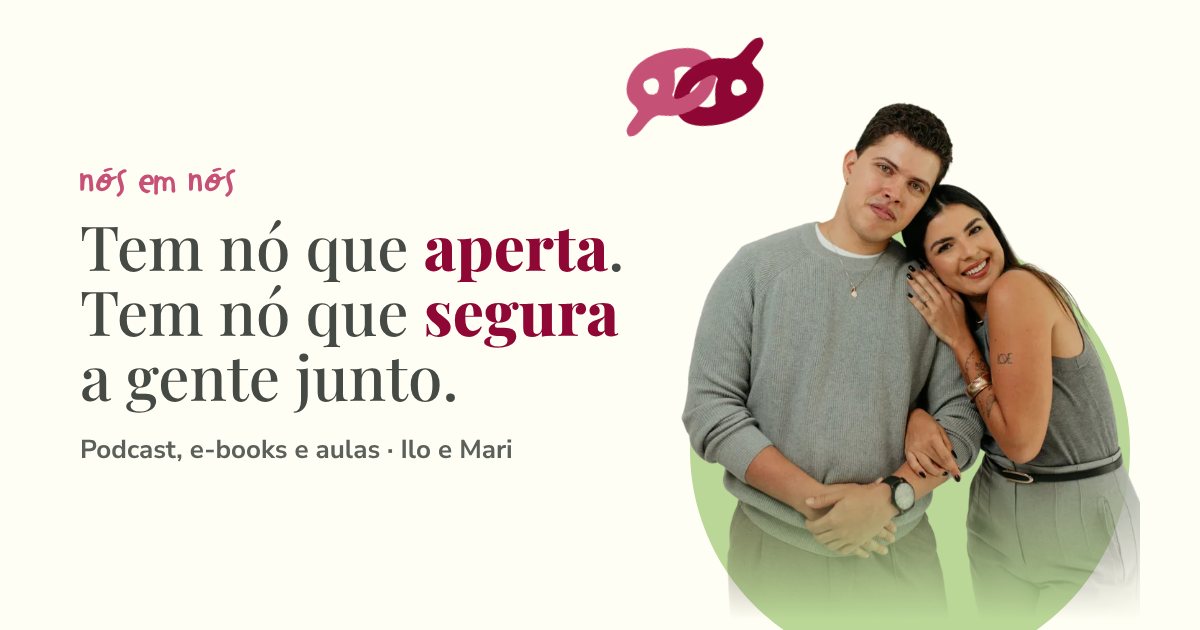 nós em nós
Tem nó que aperta.
Tem nó que segura
a gente junto.
Podcast, e-books e aulas · Ilo e Mari